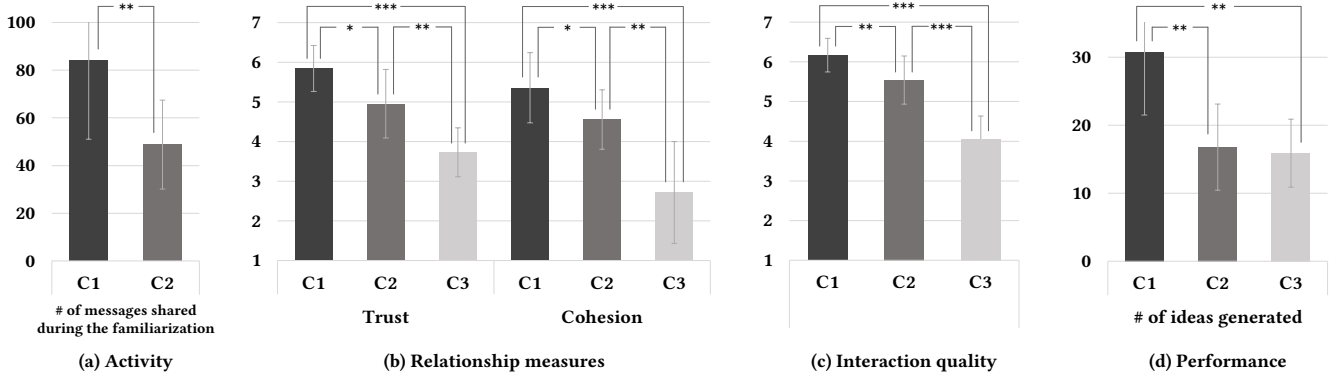 100
80
60
40
20
0
**
C1
C2
# of messages shared
during the familiarization
(a) Activity
7
6
5
4
3
2
1
***
*
**
***
*
**
C1
C2
C3
C1
C2
C3
Trust
Cohesion
(b) Relationship measures
7
6
5
4
3
2
1
***
**
***
C1
C2
C3
(c) Interaction quality
30
20
10
0
**
**
C1
C2
C3
# of ideas generated
(d) Performance